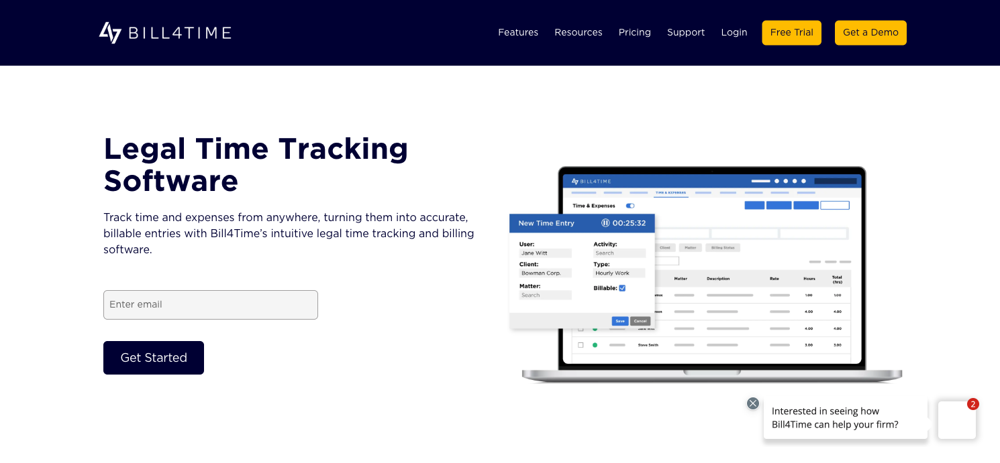 BILL4TIME
Features Resources Pricing Support Login Free Trial Get a Demo
Legal Time Tracking
Software
Track time and expenses from anywhere, turning them into accurate,
billable entries with Bill4Time’s intuitive legal time tracking and billing
software.
Enter email
Get Started
BILL4TIME
TIME & EXPENSES
Time & Expenses
New Time Entry 00:25:32
User: Activity:
Jane Witt Search
Client: Type:
Bowman Corp. Hourly Work
Matter: Billable:
Search
Save Cancel
Client Matter Billing Status
Matter Description Rate Hours Total
(hrs)
1.00 1.00
4.00 4.00
4.00 4.00
Steve Smith 3.00 3.00
Interested in seeing how
Bill4Time can help your firm?
2